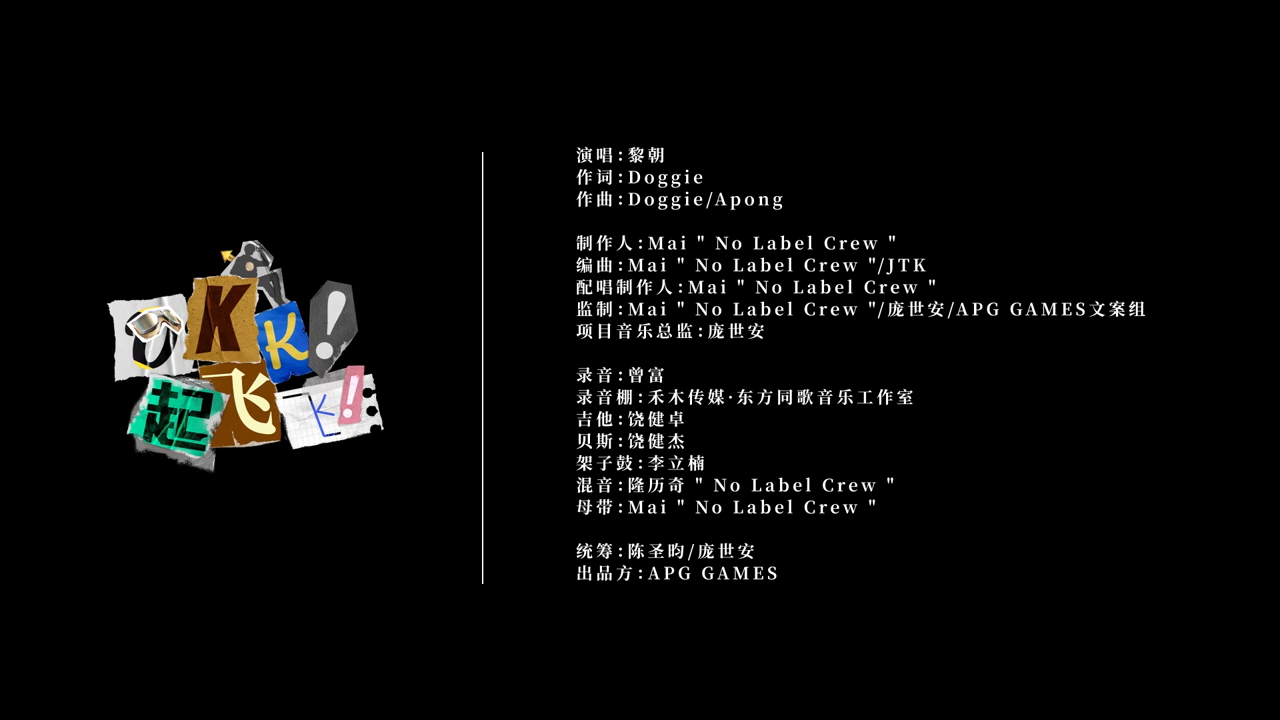 OKK!
起飞飞!
演唱:黎朝
作词:Doggie
作曲:Doggie/Apong
制作人:Mai " No Label Crew "
编曲:Mai " No Label Crew "/JTK
配唱制作人:Mai " No Label Crew "
监制:Mai " No Label Crew "/庞世安/APG GAMES文案组
项目音乐总监:庞世安
录音:曾富
录音棚:禾木传媒·东方同歌音乐工作室
吉他:饶健卓
贝斯:饶健杰
架子鼓:李立楠
混音:隆历奇 " No Label Crew "
母带:Mai " No Label Crew "
统筹:陈圣昀/庞世安
出品方:APG GAMES